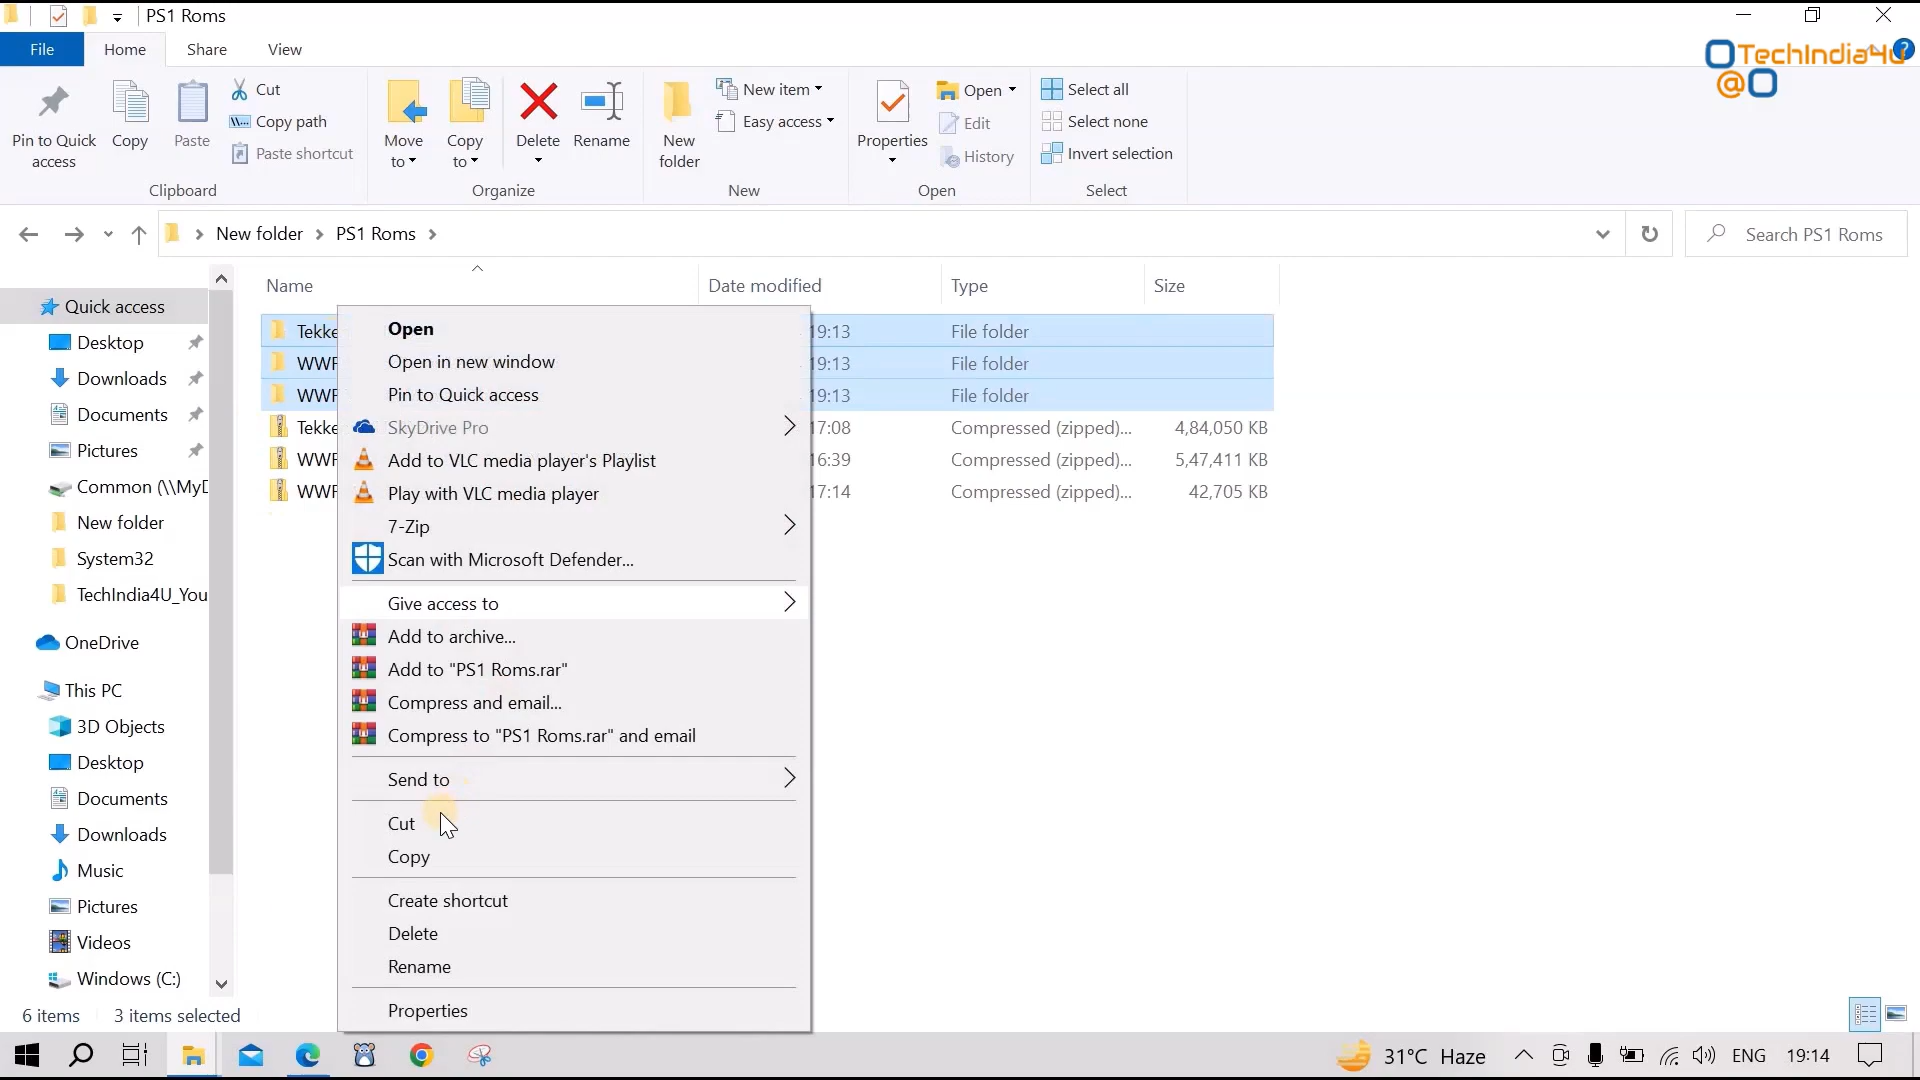 PS1 Roms
TechIndia4u
@
File
Home
Share
View
?
Pin to Quick access
Copy
Paste
Cut
Copy path
Paste shortcut
Clipboard
Move to
Copy to
Delete
Rename
Organize
New folder
New item
Easy access
New
Properties
Open
Edit
History
Open
Select all
Select none
Invert selection
Select
New folder
PS1 Roms
Search PS1 Roms
Name
Date modified
Type
Size
Quick access
Desktop
Downloads
Documents
Pictures
Common (\\MyD
New folder
System32
TechIndia4U_You
OneDrive
This PC
3D Objects
Desktop
Documents
Downloads
Music
Pictures
Videos
Windows (C:)
Tekke 19:13 File folder
WWF 19:13 File folder
WWF 19:13 File folder
Tekke 17:08 Compressed (zipped)... 4,84,050 KB
WWF 16:39 Compressed (zipped)... 5,47,411 KB
WWF 17:14 Compressed (zipped)... 42,705 KB
Open
Open in new window
Pin to Quick access
SkyDrive Pro
Add to VLC media player's Playlist
Play with VLC media player
7-Zip
Scan with Microsoft Defender...
Give access to
Add to archive...
Add to "PS1 Roms.rar"
Compress and email...
Compress to "PS1 Roms.rar" and email
Send to
Cut
Copy
Create shortcut
Delete
Rename
Properties
6 items
3 items selected
31°C Haze
ENG
19:14